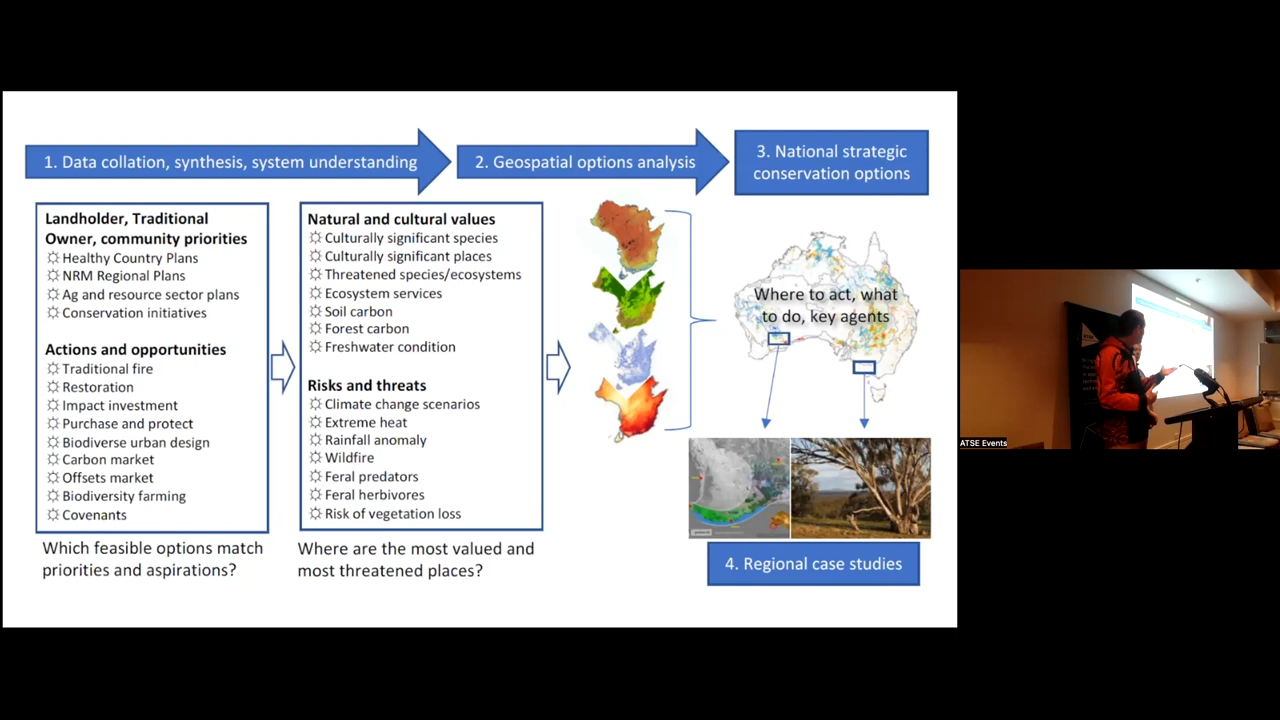 1. Data collation, synthesis, system understanding
2. Geospatial options analysis
3. National strategic
conservation options
Landholder, Traditional
Owner, community priorities
Healthy Country Plans
NRM Regional Plans
Ag and resource sector plans
Conservation initiatives
Actions and opportunities
Traditional fire
Restoration
Impact investment
Purchase and protect
Biodiverse urban design
Carbon market
Offsets market
Biodiversity farming
Covenants
Which feasible options match
priorities and aspirations?
Natural and cultural values
Culturally significant species
Culturally significant places
Threatened species/ecosystems
Ecosystem services
Soil carbon
Forest carbon
Freshwater condition
Risks and threats
Climate change scenarios
Extreme heat
Rainfall anomaly
Wildfire
Feral predators
Feral herbivores
Risk of vegetation loss
Where are the most valued and
most threatened places?
Where to act, what
to do, key agents
4. Regional case studies
ATSE Events